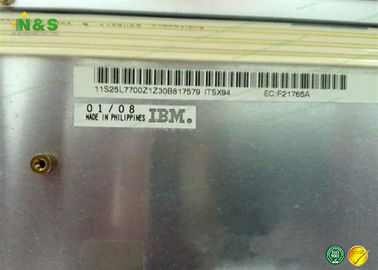 N&S
11S25L7700Z1Z30B817579 ITSX94 EC:F21765A
01/08
MADE IN PHILIPPINES IBM®